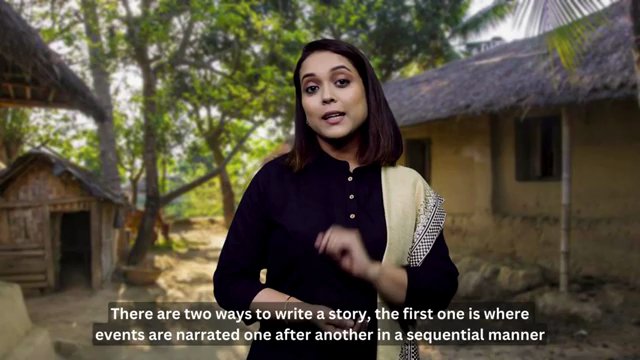 There are two ways to write a story, the first one is where
events are narrated one after another in a sequential manner